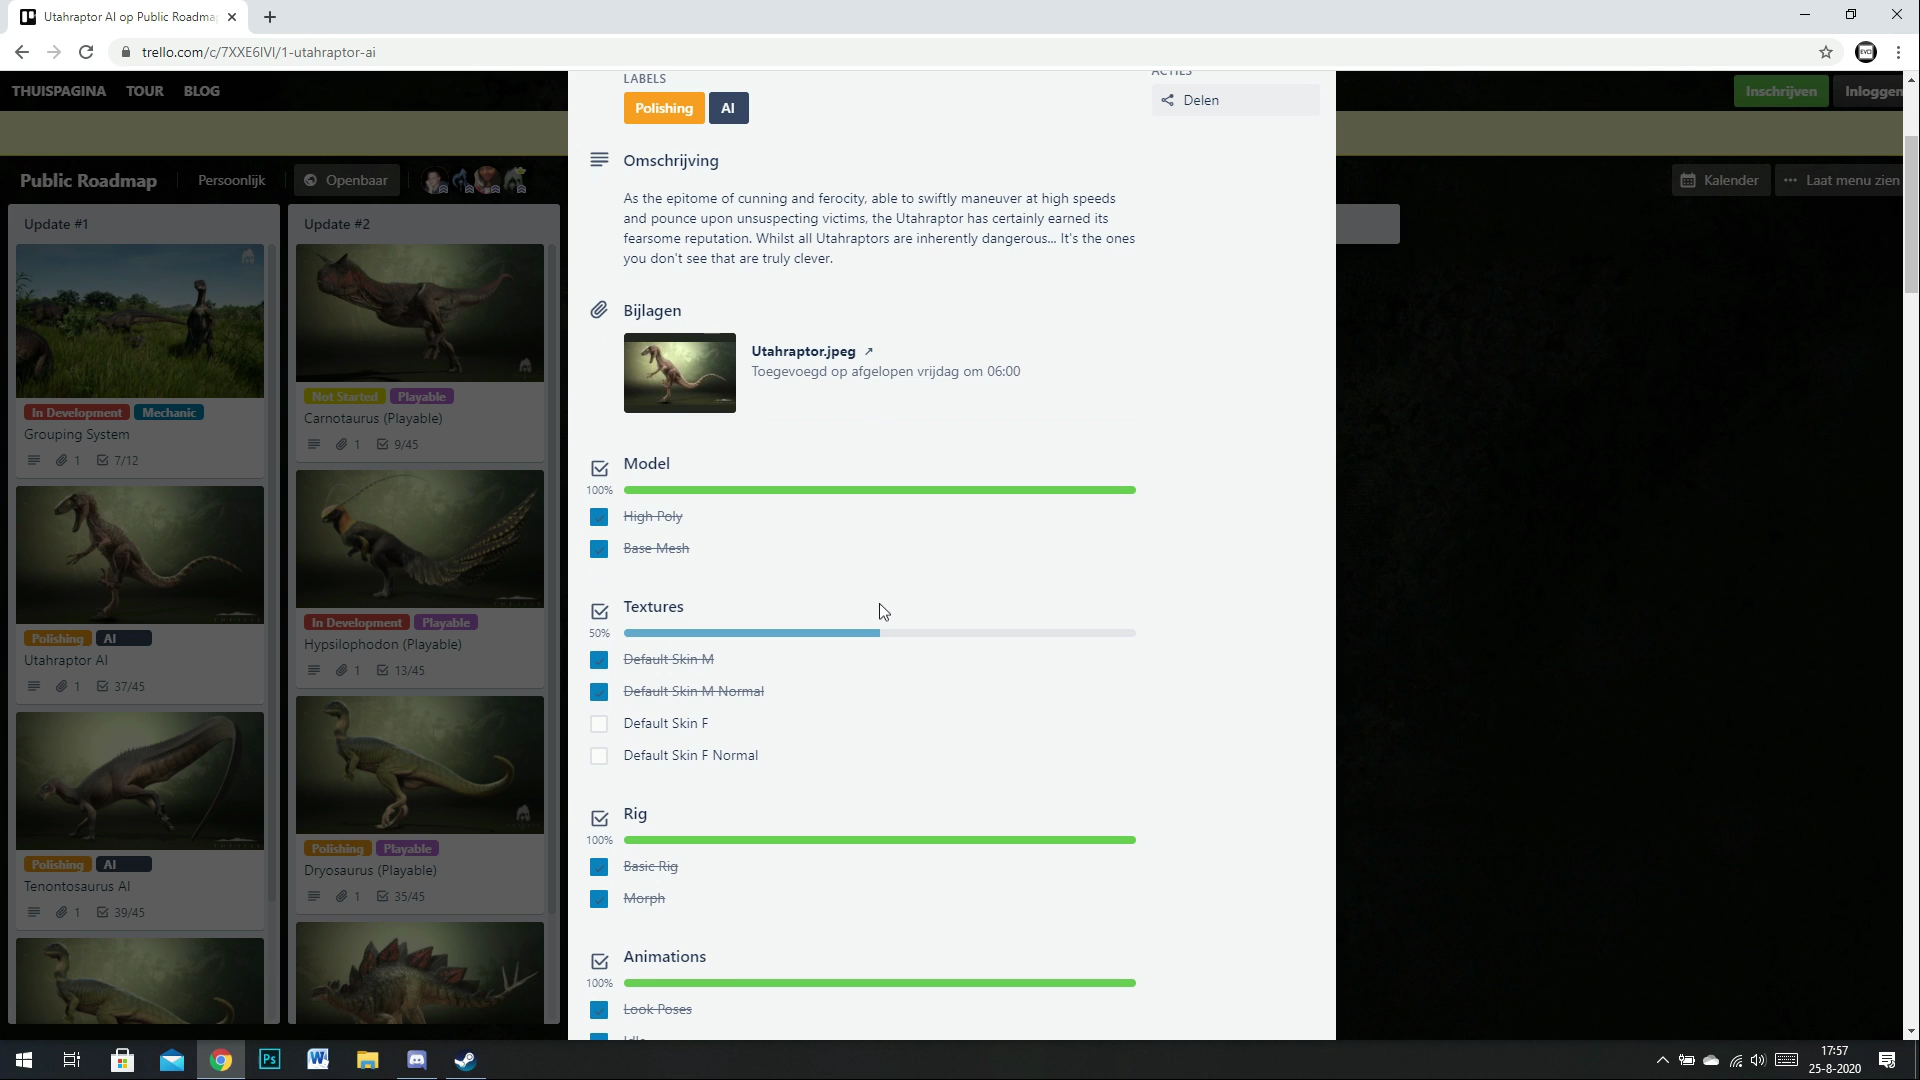 Utahraptor AI op Public Roadma
trello.com/c/7XXE6IVI/1-utahraptor-ai
THUISPAGINA TOUR BLOG
Inschrijven Inloggen
Public Roadmap Persoonlijk Openbaar
Kalender Laat menu zien
Update #1
In Development Mechanic
Grouping System
1 7/12
Polishing AI
Utahraptor AI
1 37/45
Polishing AI
Tenontosaurus AI
1 39/45
Update #2
Not Started Playable
Carnotaurus (Playable)
1 9/45
In Development Playable
Hypsilophodon (Playable)
1 13/45
Polishing Playable
Dryosaurus (Playable)
1 35/45
LABELS
Polishing AI
ACTIES
Delen
Omschrijving
As the epitome of cunning and ferocity, able to swiftly maneuver at high speeds
and pounce upon unsuspecting victims, the Utahraptor has certainly earned its
fearsome reputation. Whilst all Utahraptors are inherently dangerous... It's the ones
you don't see that are truly clever.
Bijlagen
Utahraptor.jpeg
Toegevoegd op afgelopen vrijdag om 06:00
Model
100%
High Poly
Base Mesh
Textures
50%
Default Skin M
Default Skin M Normal
Default Skin F
Default Skin F Normal
Rig
100%
Basic Rig
Morph
Animations
100%
Look Poses
Idle
17:57
25-8-2020